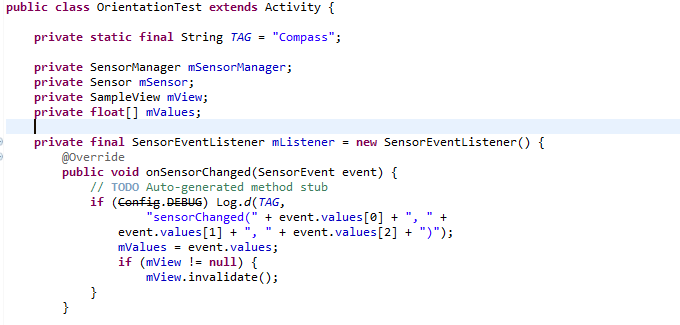 public class OrientationTest extends Activity {
private static final String TAG = "Compass";
private SensorManager mSensorManager;
private Sensor mSensor;
private SampleView mView;
private float[] mValues;
private final SensorEventListener mListener = new SensorEventListener() {
@Override
public void onSensorChanged(SensorEvent event) {
// TODO Auto-generated method stub
if (Config.DEBUG) Log.d(TAG,
"sensorChanged(" + event.values[0] + ", " +
event.values[1] + ", " + event.values[2] + ")");
mValues = event.values;
if (mView != null) {
mView.invalidate();
}
}